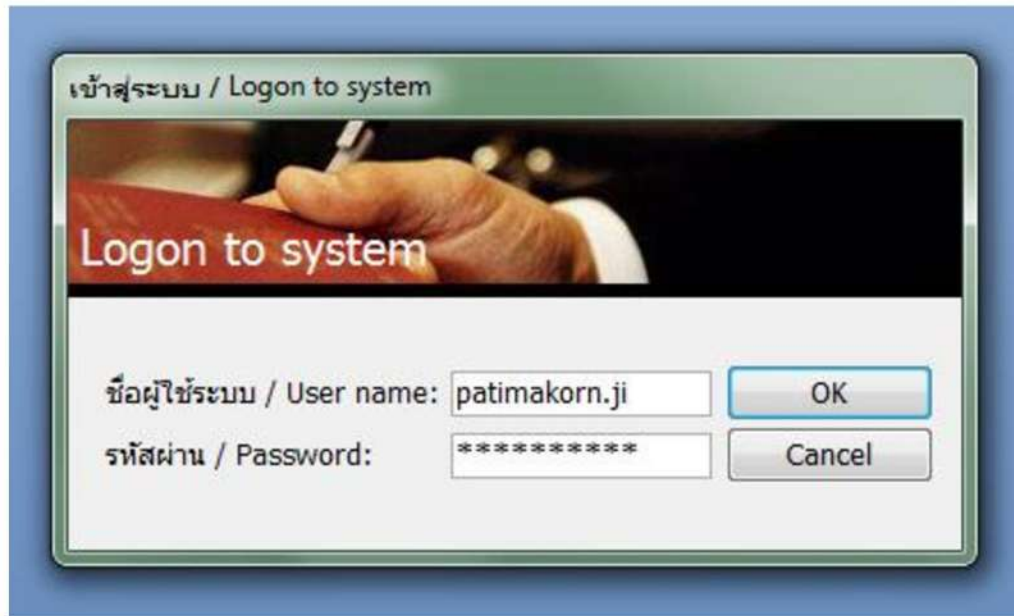 เข้าสู่ระบบ / Logon to system
Logon to system
ชื่อผู้ใช้ระบบ / User name: patimakorn.ji OK
รหัสผ่าน / Password: ********** Cancel